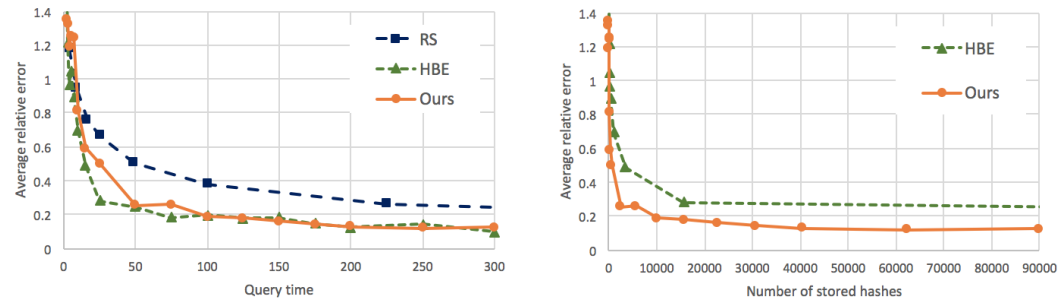 Average relative error
1.4
1.2
1
0.8
0.6
0.4
0.2
0
0 50 100 150 200 250 300
Query time
RS
HBE
Ours
Average relative error
1.4
1.2
1
0.8
0.6
0.4
0.2
0
0 10000 20000 30000 40000 50000 60000 70000 80000 90000
Number of stored hashes
HBE
Ours